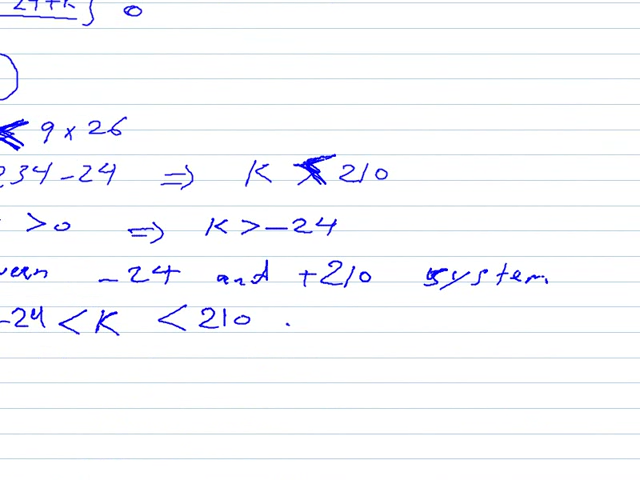 24+K} 0
< 9 × 26
234 - 24 ⇒ K < 210
> 0 ⇒ K > -24
-24 and +210 system
-24 < K < 210 .